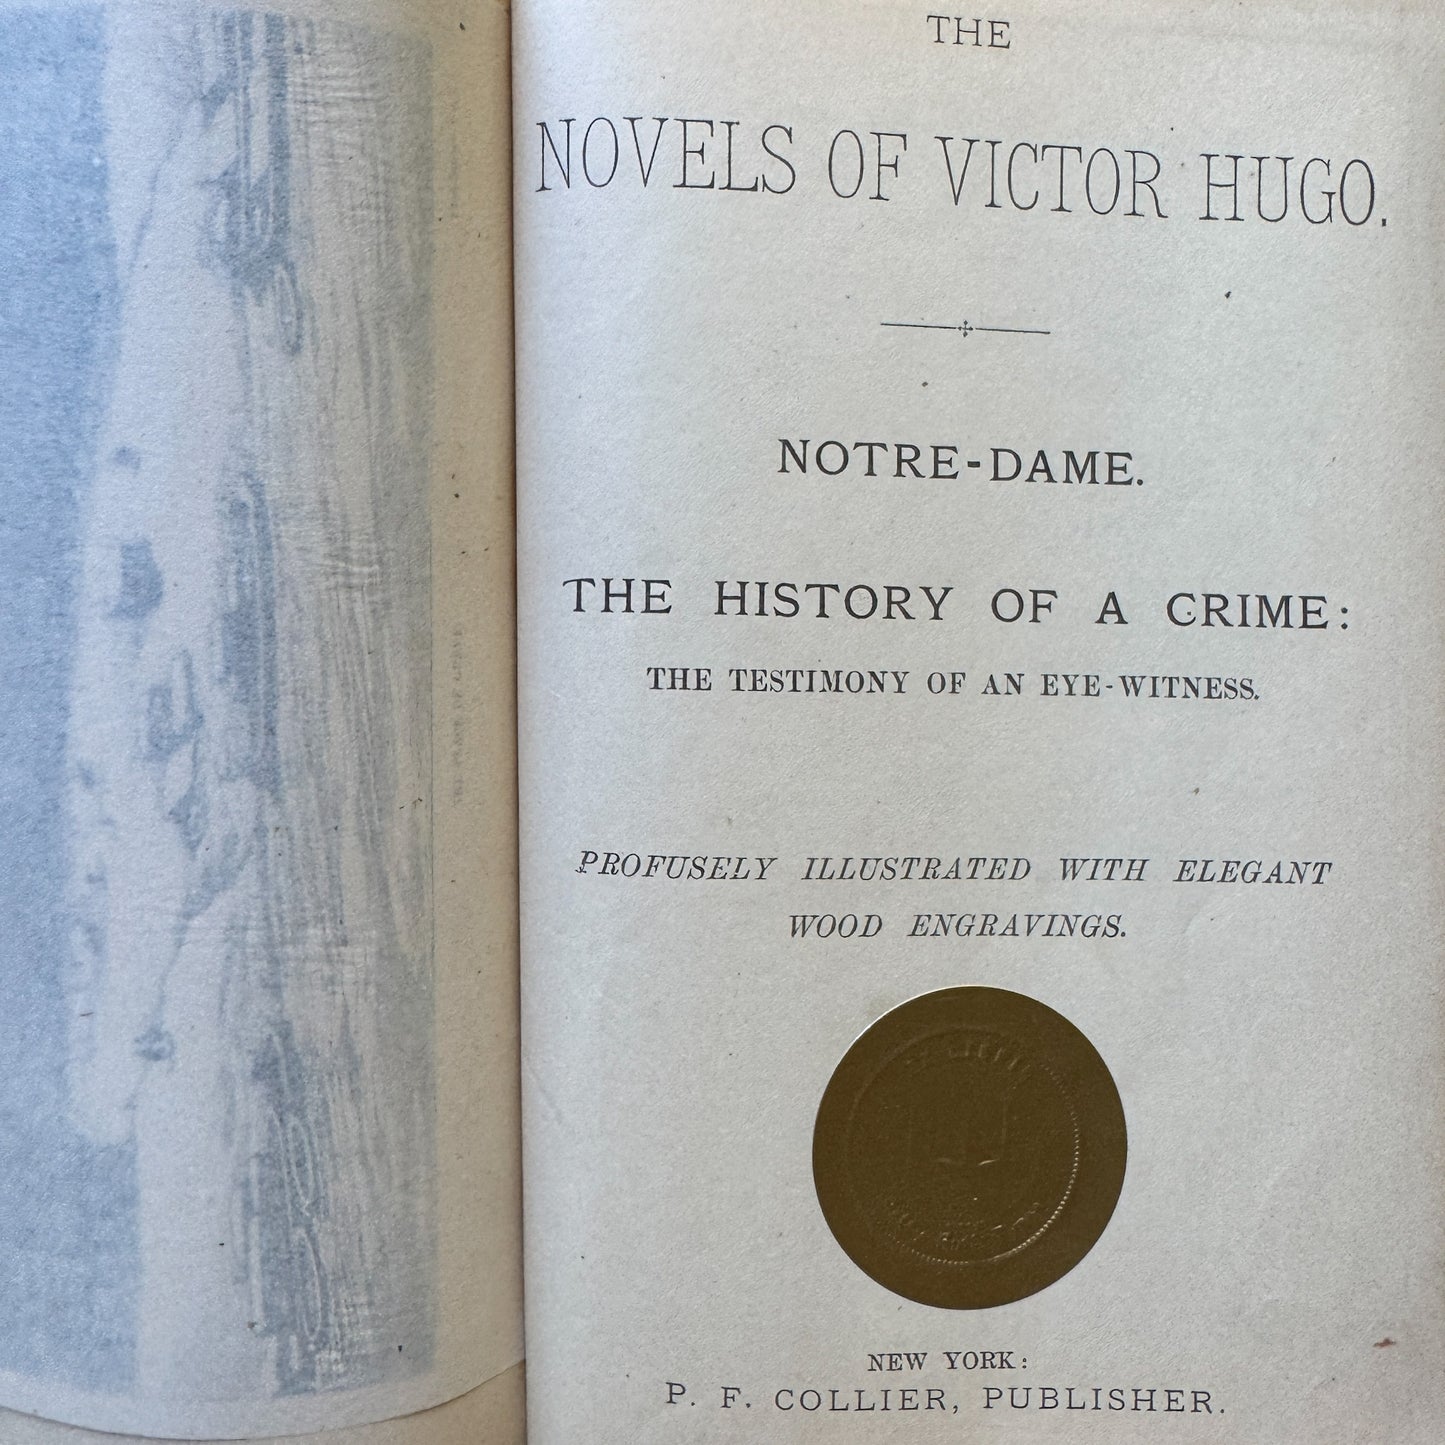 THE
NOVELS OF VICTOR HUGO.
NOTRE-DAME.
THE HISTORY OF A CRIME:
THE TESTIMONY OF AN EYE-WITNESS.
PROFUSELY ILLUSTRATED WITH ELEGANT
WOOD ENGRAVINGS.
NEW YORK:
P. F. COLLIER, PUBLISHER.